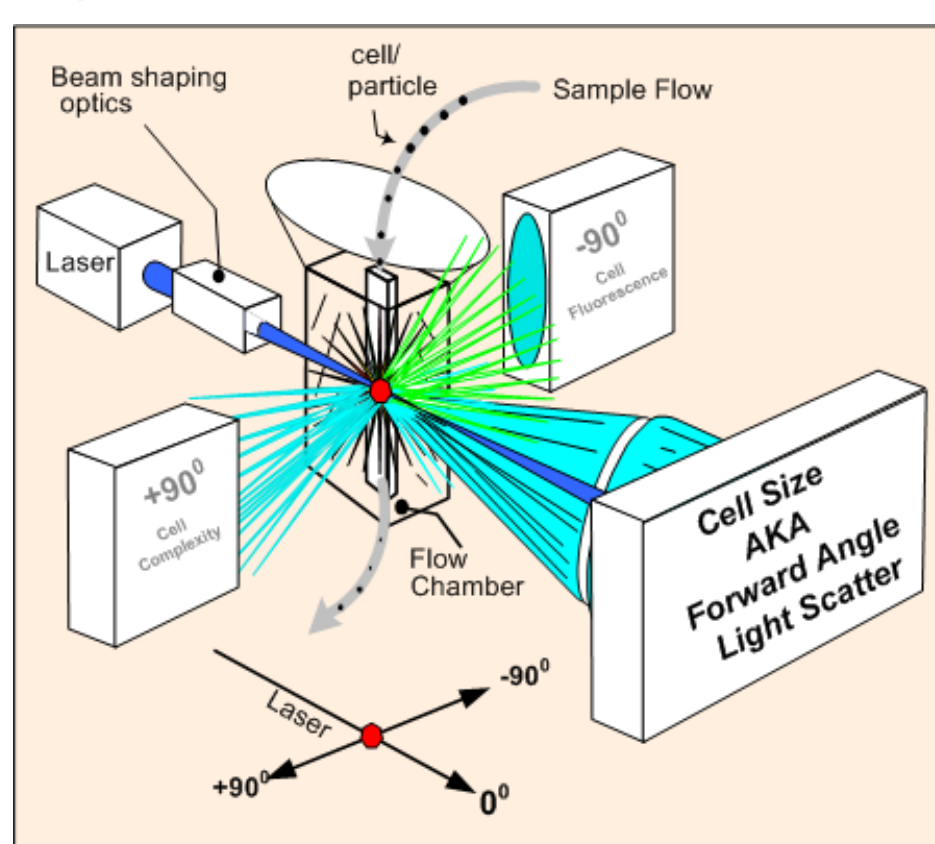 Beam shaping
optics
cell/
particle
Sample Flow
Laser
-90⁰
Cell
Fluorescence
+90⁰
Cell
Complexity
Flow
Chamber
Cell Size
AKA
Forward Angle
Light Scatter
Laser
-90⁰
+90⁰
0⁰